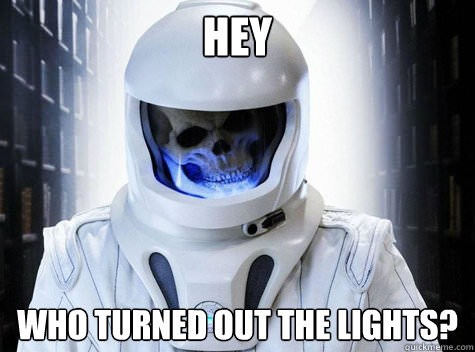 HEY
WHO TURNED OUT THE LIGHTS?
quickmeme.com